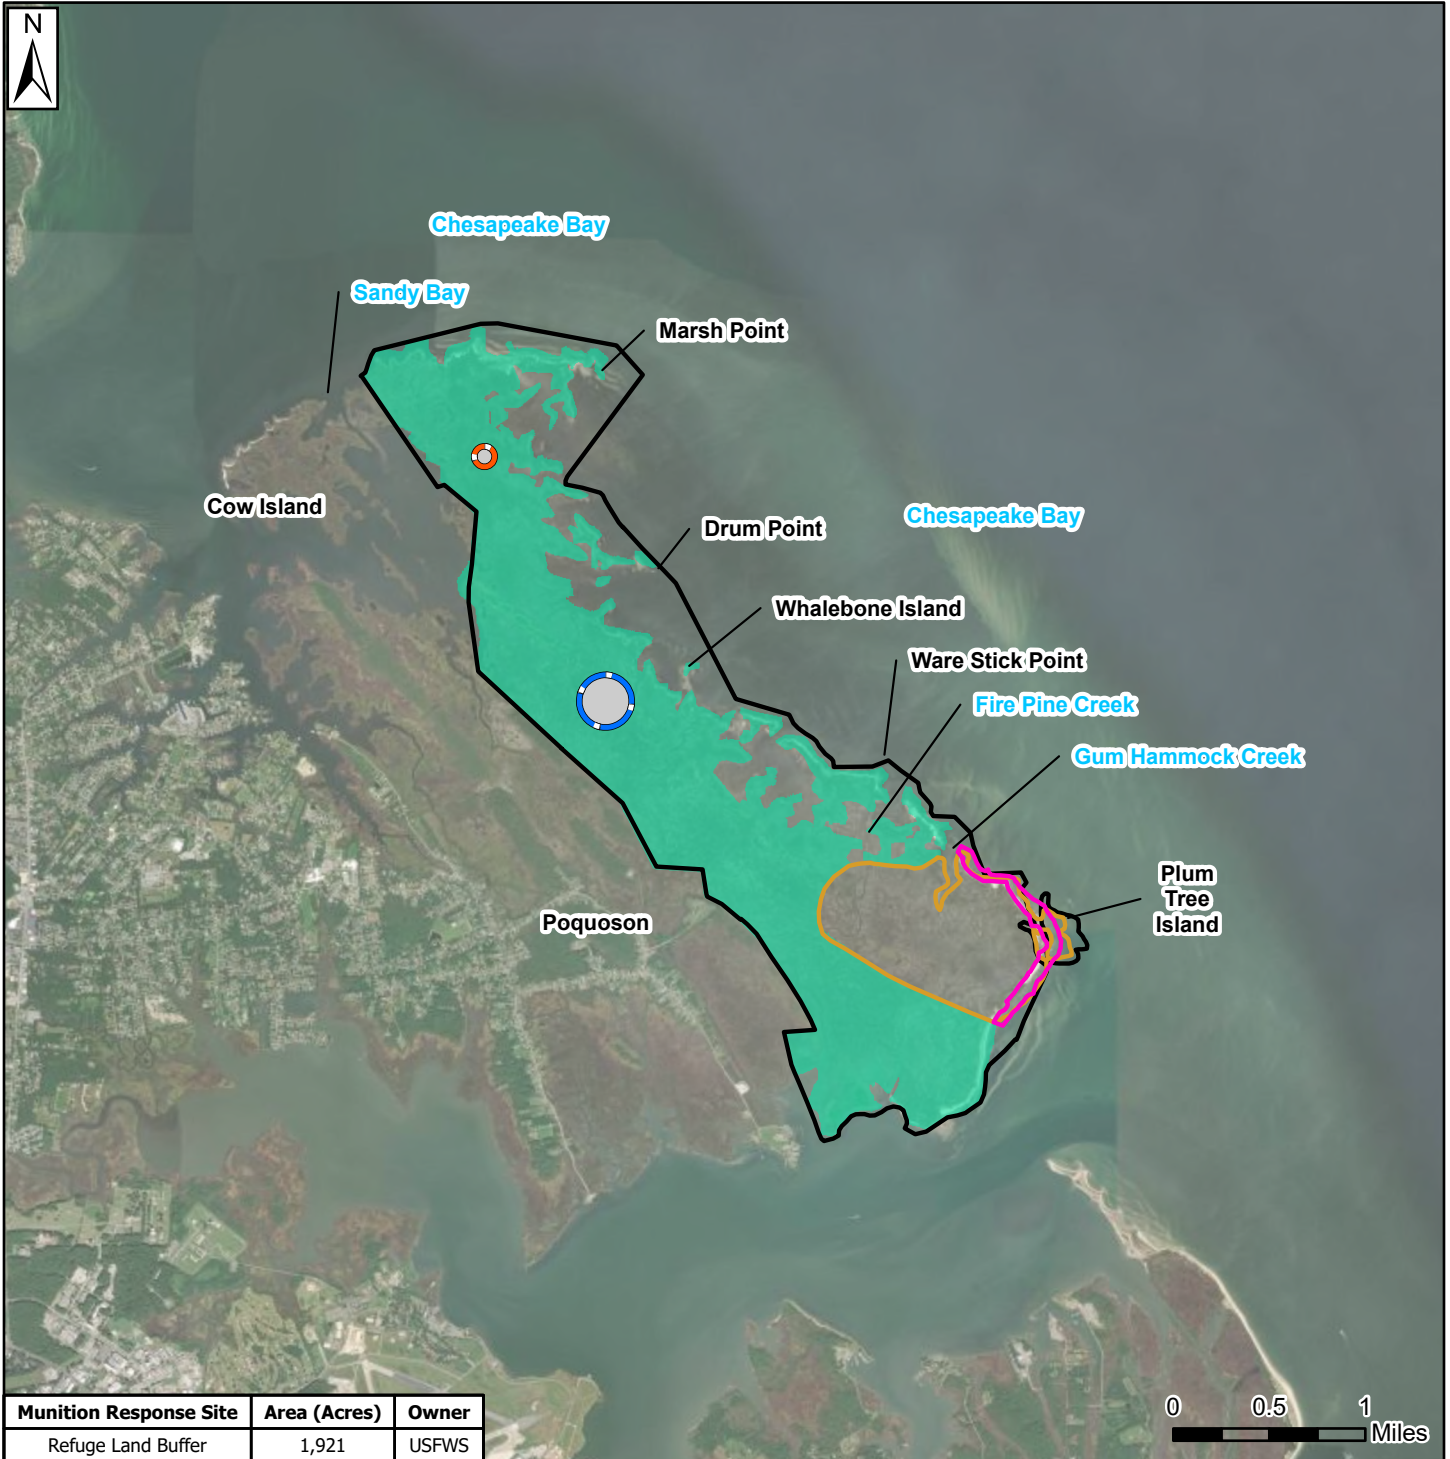 N
Chesapeake Bay
Sandy Bay
Marsh Point
Cow Island
Chesapeake Bay
Drum Point
Whalebone Island
Ware Stick Point
Fire Pine Creek
Gum Hammock Creek
Plum
Tree
Island
Poquoson
0 0.5 1
Miles
Munition Response Site Area (Acres) Owner
Refuge Land Buffer 1,921 USFWS